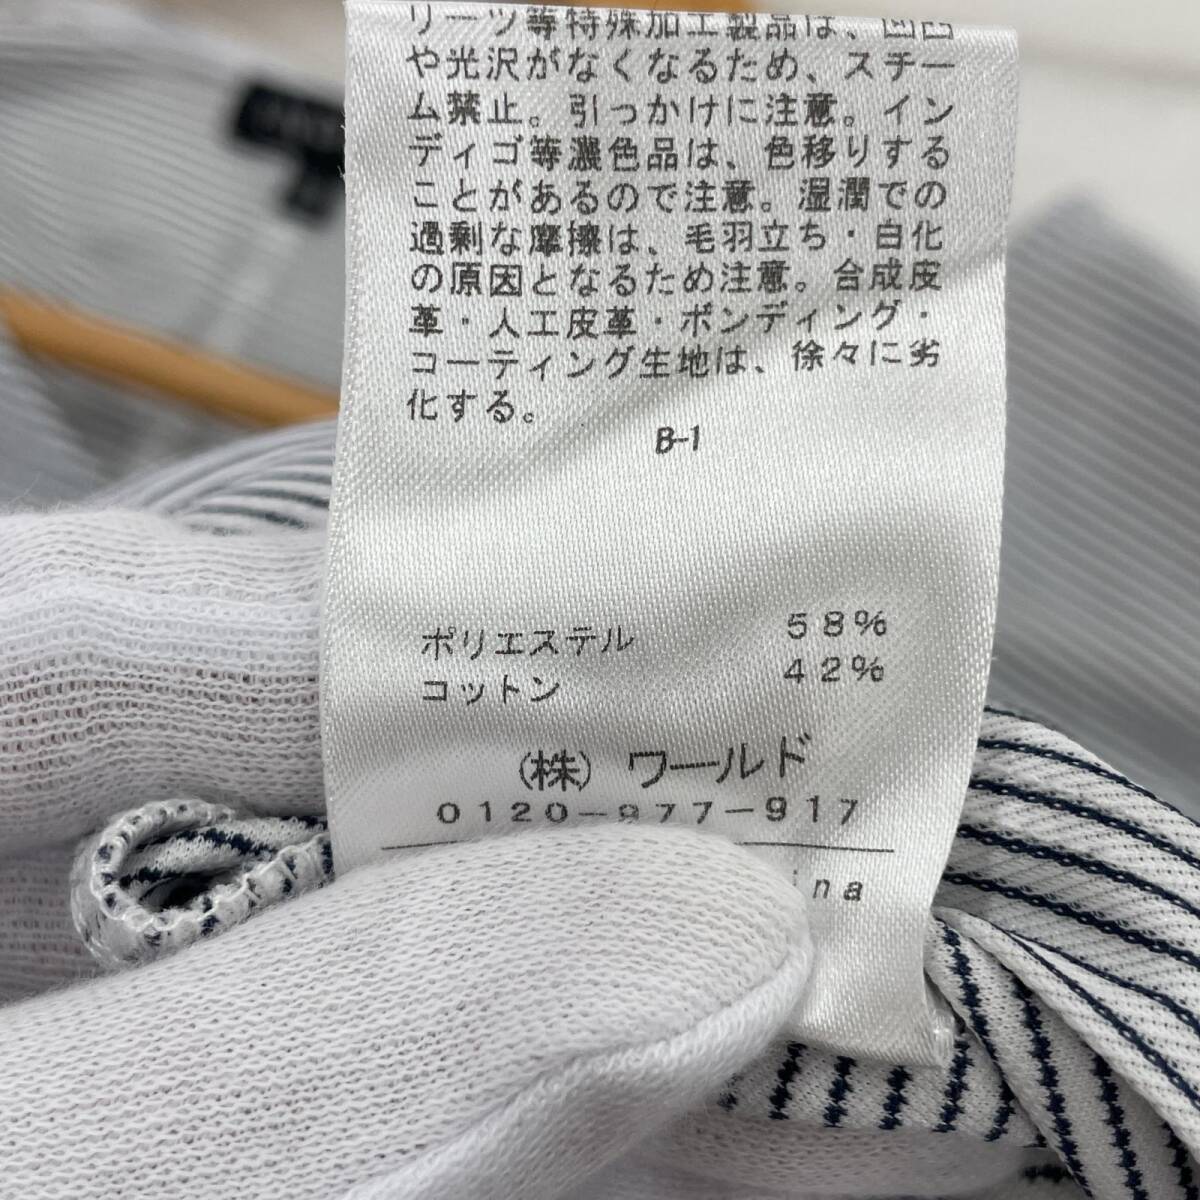 リーツ等特殊加工製品は、凹凸
や光沢がなくなるため、スチー
ム禁止。引っかけに注意。イン
ディゴ等濃色品は、色移りする
ことがあるので注意。湿潤での
過剰な摩擦は、毛羽立ち・白化
の原因となるため注意。合成皮
革・人工皮革・ボンディング・
コーティング生地は、徐々に劣
化する。
B-1
ポリエステル 58%
コットン 42%
(株) ワールド
0120-977-917
ina